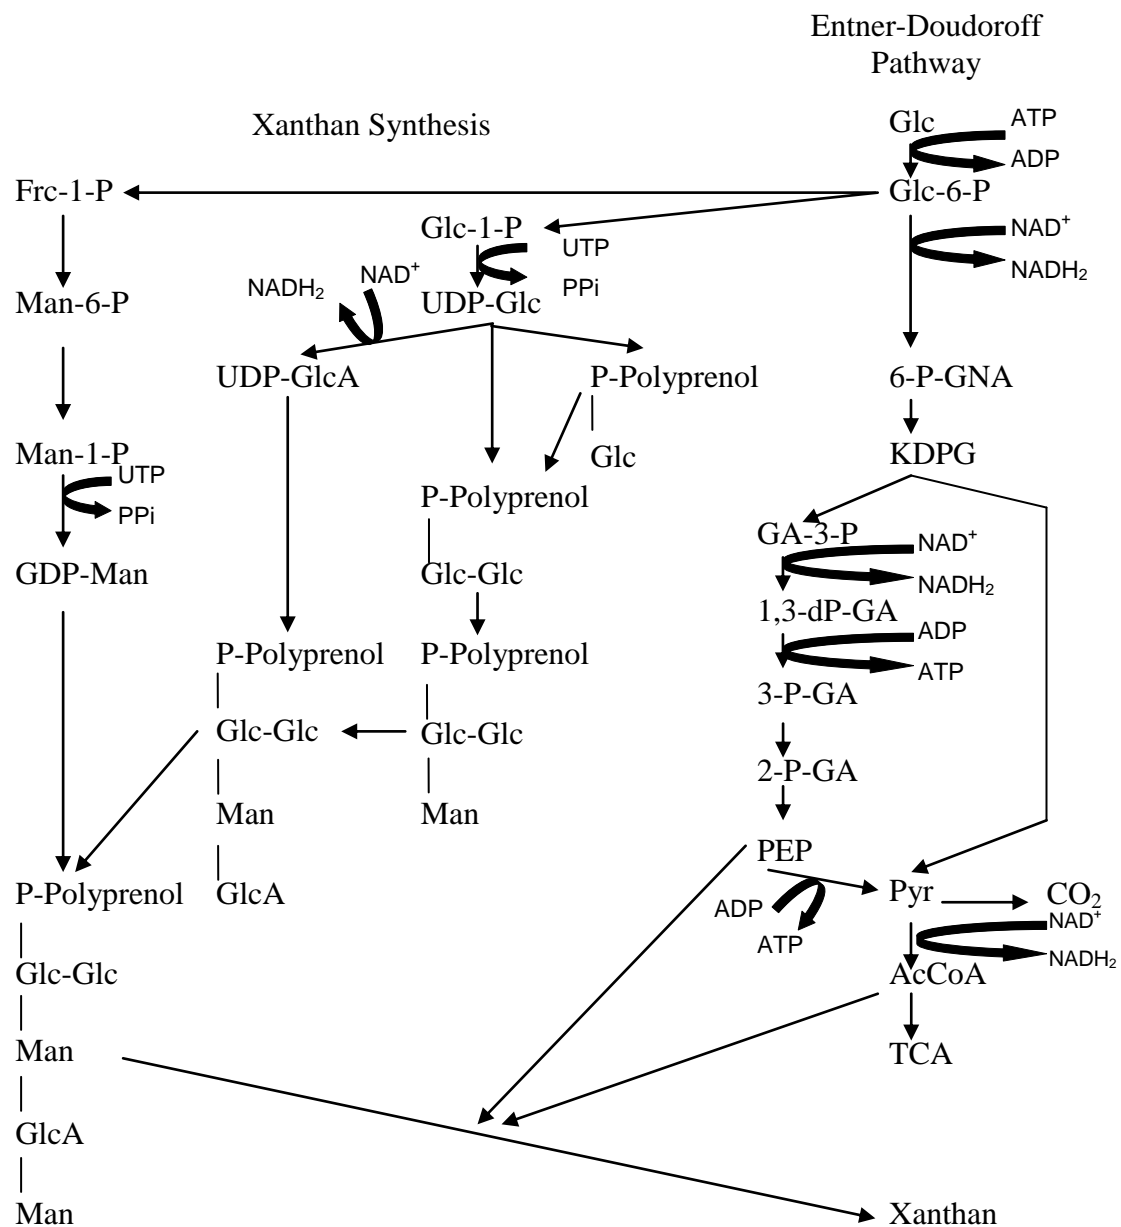 Entner-Doudoroff
Pathway
Xanthan Synthesis
Glc
ATP
ADP
Frc-1-P
Glc-6-P
Glc-1-P
UTP
PPi
NAD+
NADH2
NADH2
NAD+
Man-6-P
UDP-Glc
UDP-GlcA
P-Polyprenol
Glc
6-P-GNA
Man-1-P
UTP
PPi
KDPG
P-Polyprenol
Glc-Glc
GDP-Man
GA-3-P
NAD+
NADH2
1,3-dP-GA
ADP
ATP
P-Polyprenol
P-Polyprenol
3-P-GA
Glc-Glc
Glc-Glc
2-P-GA
Man
Man
PEP
P-Polyprenol
GlcA
ADP
ATP
Pyr
CO2
NAD+
NADH2
Glc-Glc
AcCoA
Man
TCA
GlcA
Man
Xanthan